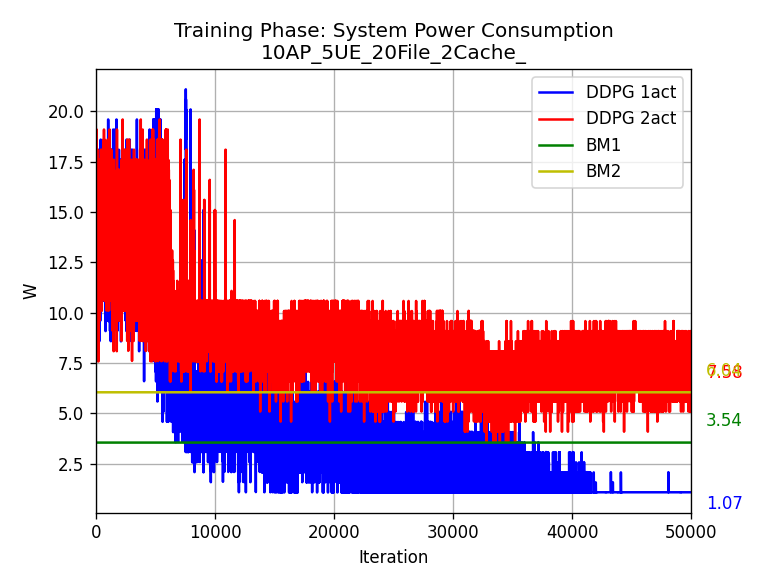 Training Phase: System Power Consumption
10AP_5UE_20File_2Cache_
DDPG 1act
DDPG 2act
BM1
BM2
W
20.0
17.5
15.0
12.5
10.0
7.5
5.0
2.5
7.58
3.54
1.07
0
10000
20000
30000
40000
50000
Iteration